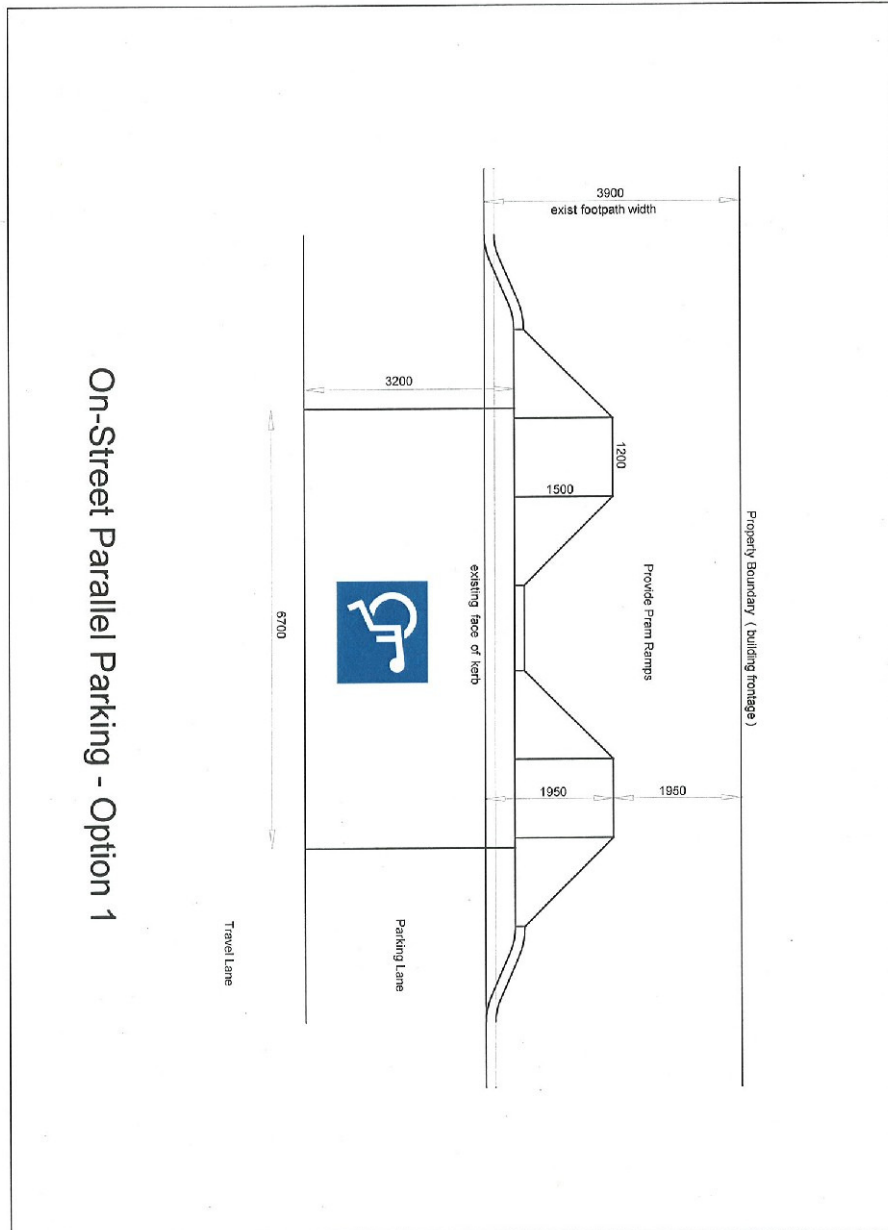 3900
exist footpath width
Property Boundary ( building frontage )
1200
1500
Provide Pram Ramps
1950
1950
existing face of kerb
3200
6700
Parking Lane
Travel Lane
On-Street Parallel Parking - Option 1